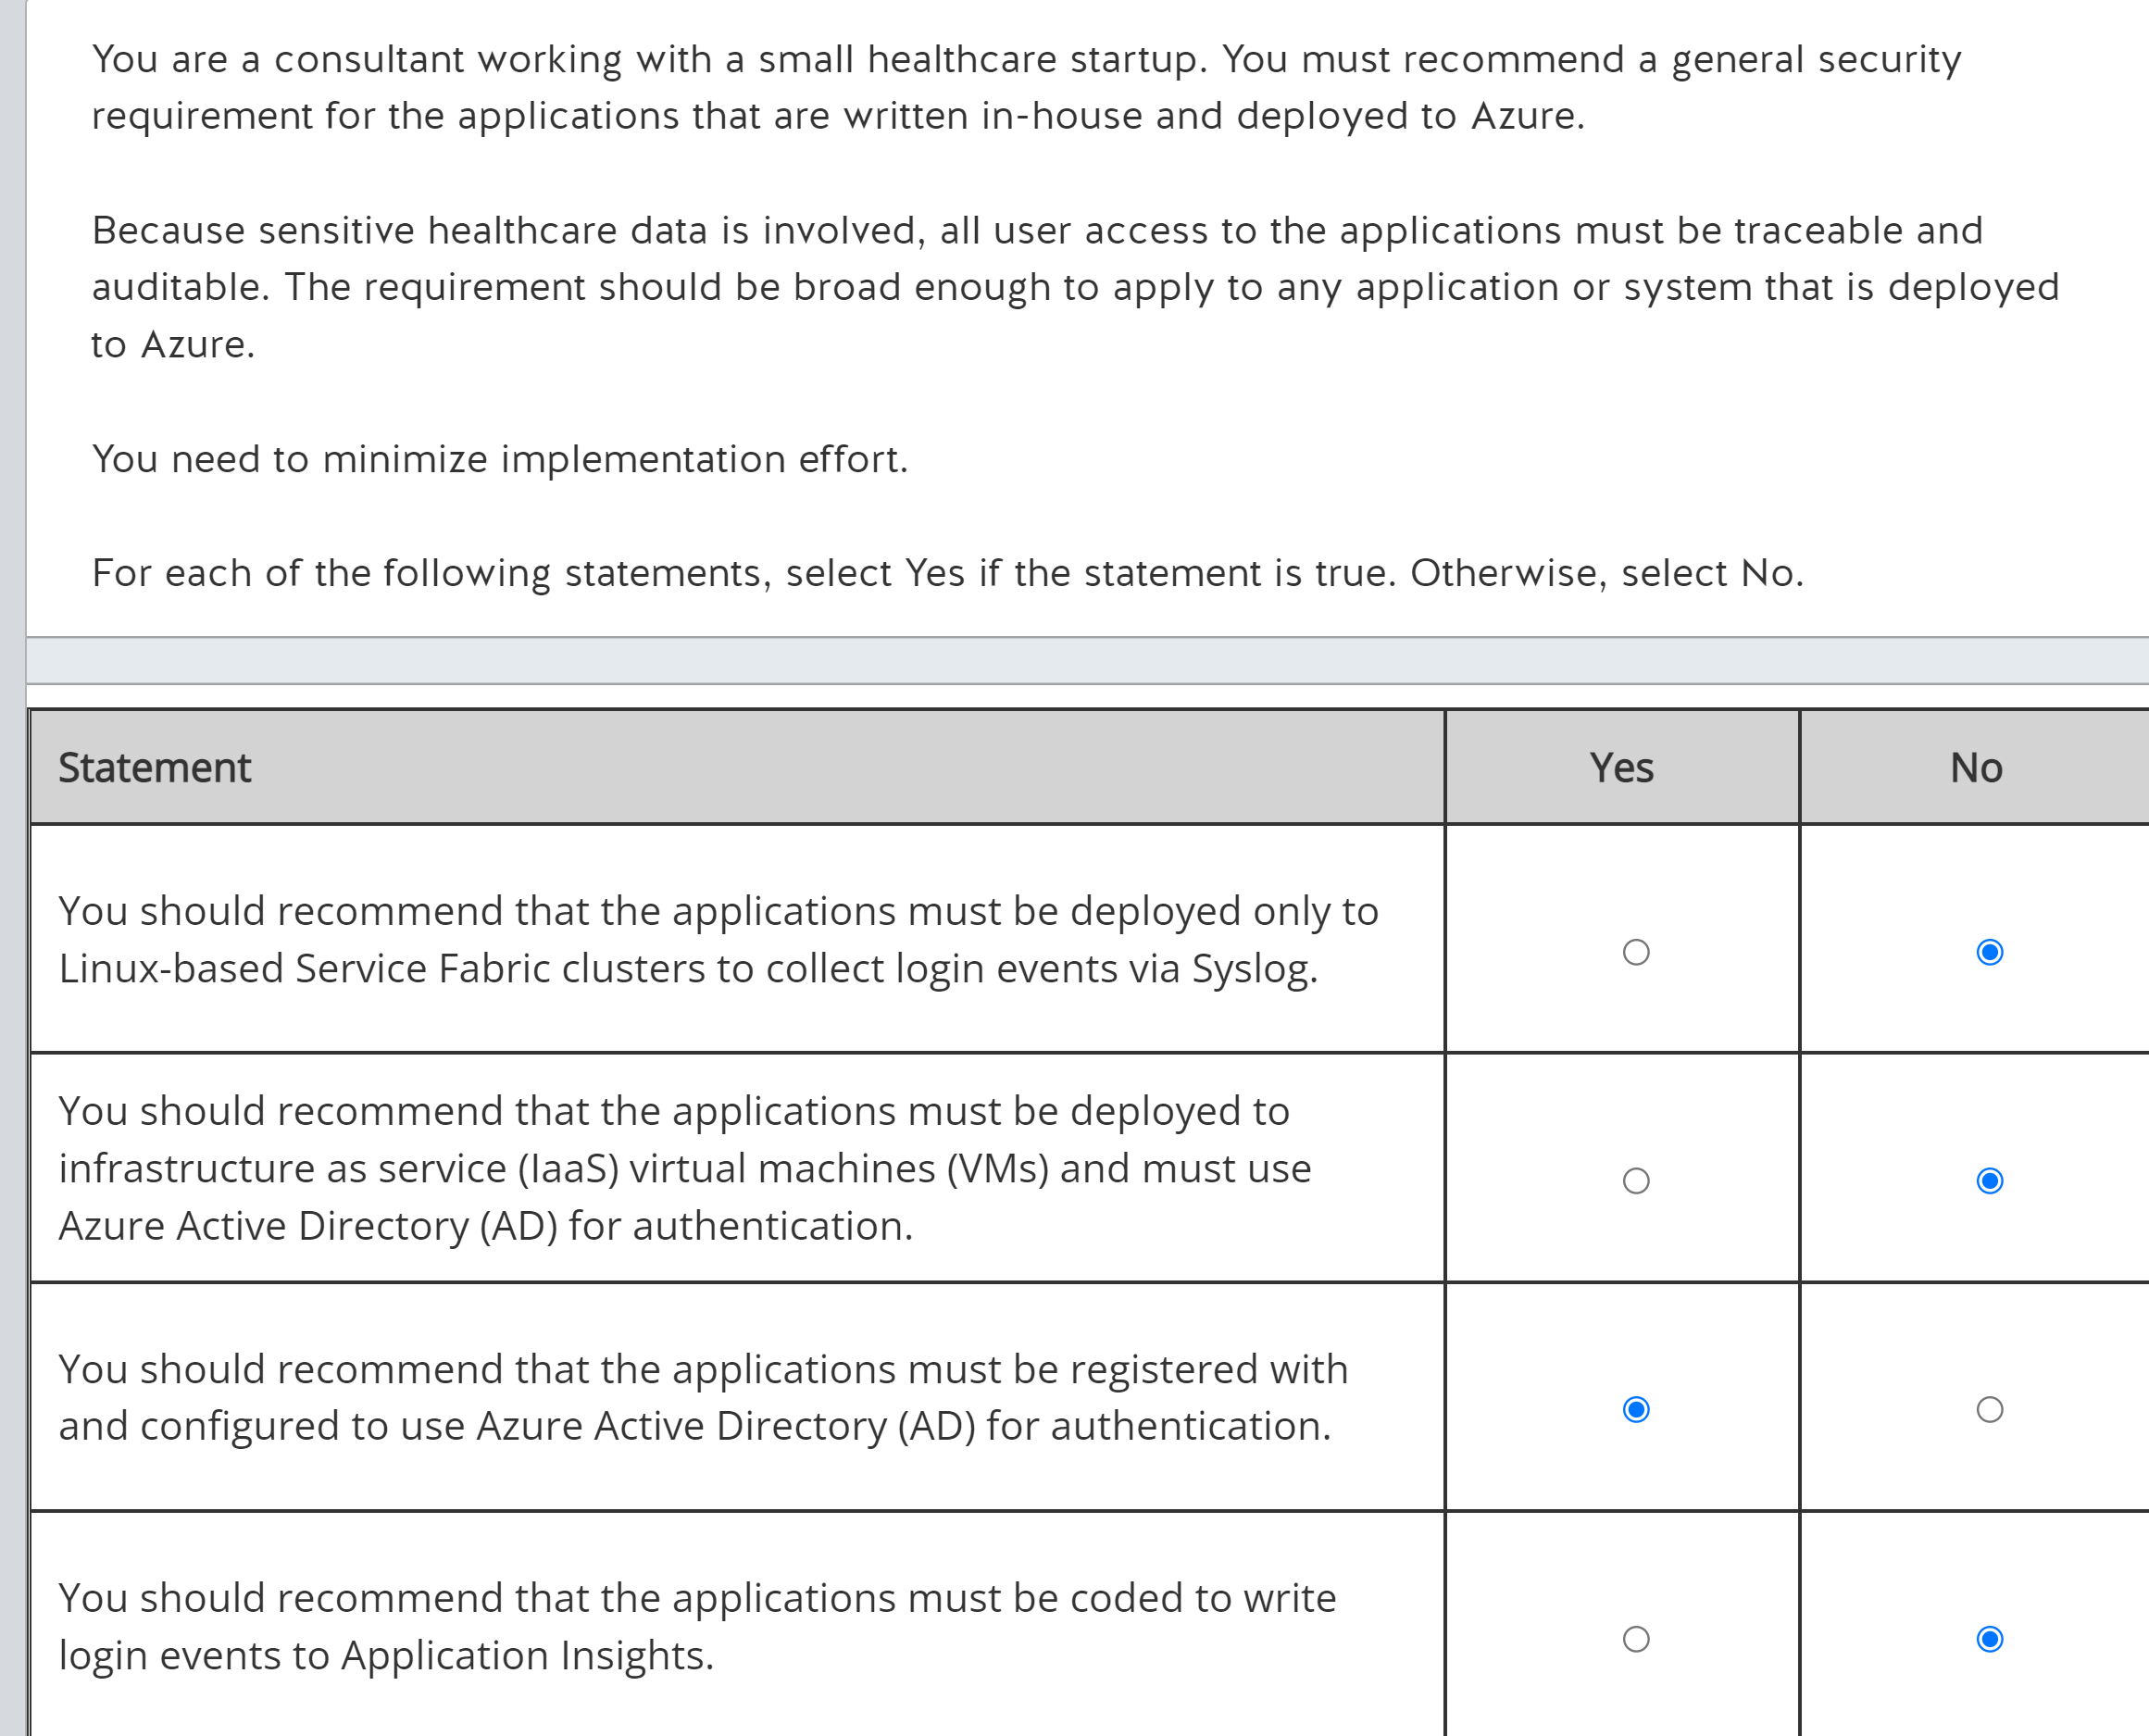 You are a consultant working with a small healthcare startup. You must recommend a general security
requirement for the applications that are written in-house and deployed to Azure.
Because sensitive healthcare data is involved, all user access to the applications must be traceable and
auditable. The requirement should be broad enough to apply to any application or system that is deployed
to Azure.
You need to minimize implementation effort.
For each of the following statements, select Yes if the statement is true. Otherwise, select No.
Statement Yes No
You should recommend that the applications must be deployed only to
Linux-based Service Fabric clusters to collect login events via Syslog.
You should recommend that the applications must be deployed to
infrastructure as service (IaaS) virtual machines (VMs) and must use
Azure Active Directory (AD) for authentication.
You should recommend that the applications must be registered with
and configured to use Azure Active Directory (AD) for authentication.
You should recommend that the applications must be coded to write
login events to Application Insights.